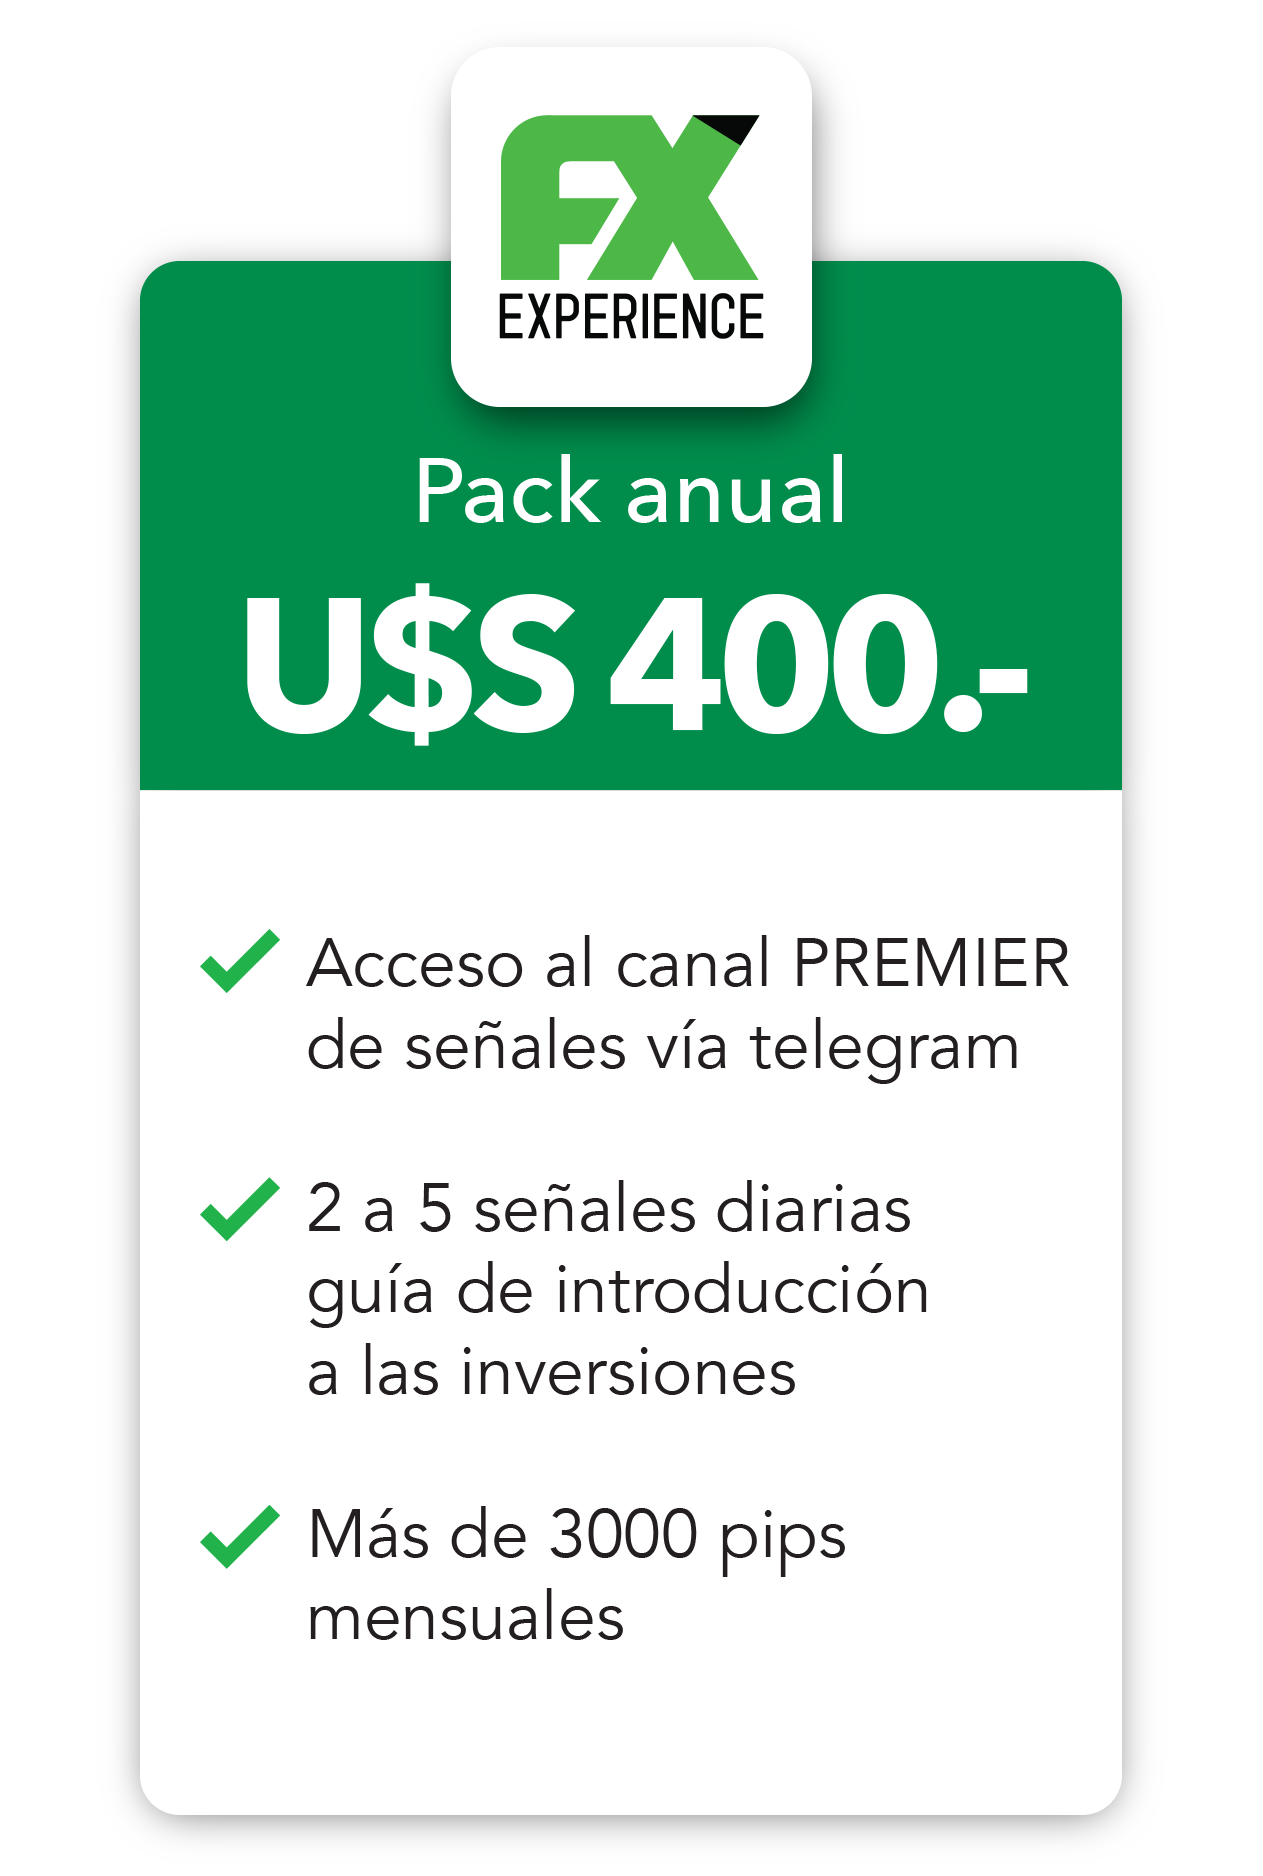 FX
EXPERIENCE
Pack anual
U$S 400.-
Acceso al canal PREMIER
de señales vía telegram
2 a 5 señales diarias
guía de introducción
a las inversiones
Más de 3000 pips
mensuales